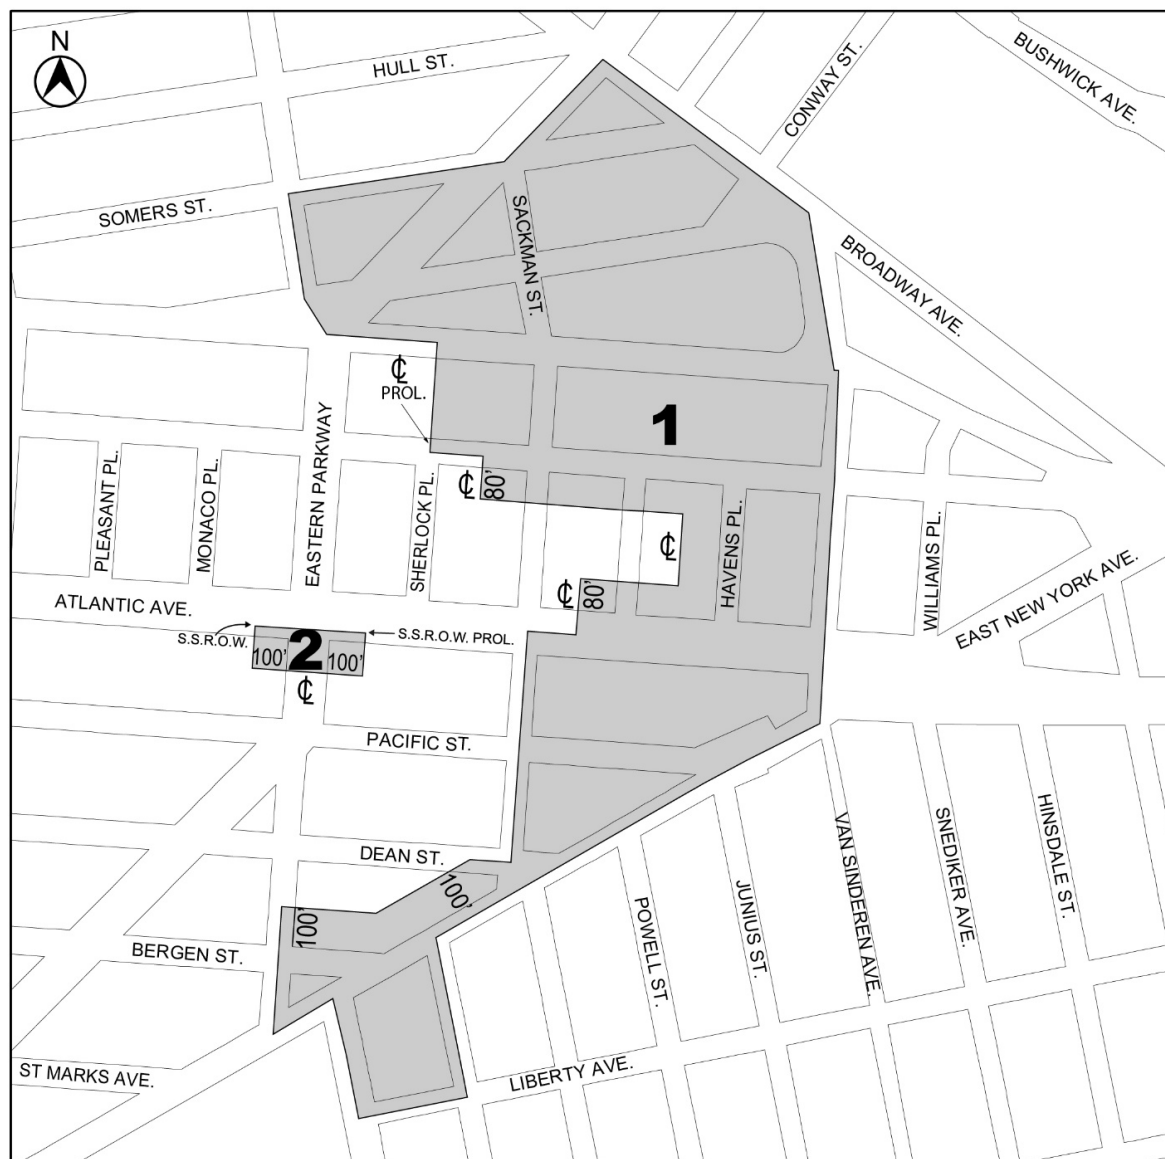 N
HULL ST.
CONWAY ST.
BUSHWICK AVE.
SOMERS ST.
SACKMAN ST.
BROADWAY AVE.
℄
PROL.
1
℄
80'
PLEASANT PL.
MONACO PL.
EASTERN PARKWAY
SHERLOCK PL.
℄
HAVENS PL.
WILLIAMS PL.
EAST NEW YORK AVE.
℄
80'
ATLANTIC AVE.
S.S.R.O.W.
2
S.S.R.O.W. PROL.
100'
100'
℄
PACIFIC ST.
DEAN ST.
100'
100'
BERGEN ST.
POWELL ST.
JUNIUS ST.
VAN SINDEREN AVE.
SNEDIKER AVE.
HINSDALE ST.
ST MARKS AVE.
LIBERTY AVE.